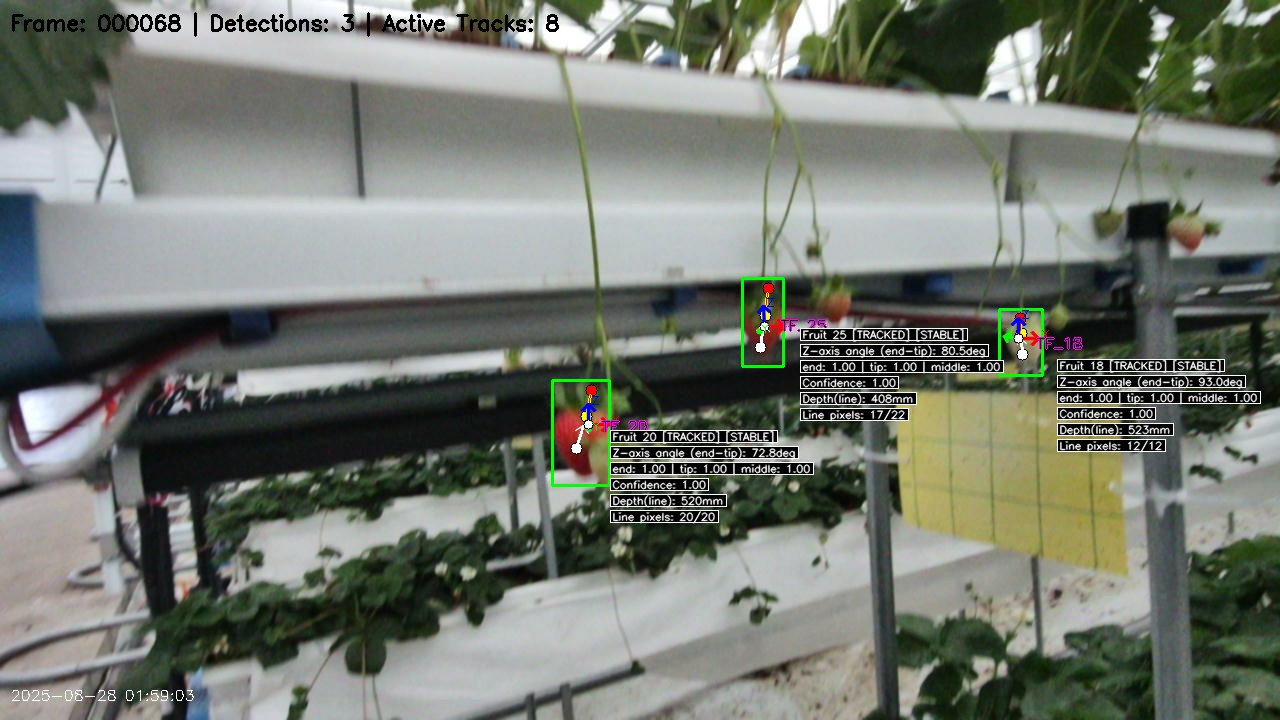 Frame: 000068 | Detections: 3 | Active Tracks: 8
TF_25
Fruit 25 [TRACKED] [STABLE]
Z-axis angle (end-tip): 80.5deg
end: 1.00 | tip: 1.00 | middle: 1.00
Confidence: 1.00
Depth(line): 408mm
Line pixels: 17/22
TF_18
Fruit 18 [TRACKED] [STABLE]
Z-axis angle (end-tip): 93.0deg
end: 1.00 | tip: 1.00 | middle: 1.00
Confidence: 1.00
Depth(line): 523mm
Line pixels: 12/12
TF_20
Fruit 20 [TRACKED] [STABLE]
Z-axis angle (end-tip): 72.8deg
end: 1.00 | tip: 1.00 | middle: 1.00
Confidence: 1.00
Depth(line): 520mm
Line pixels: 20/20
2025-08-28 01:59:03